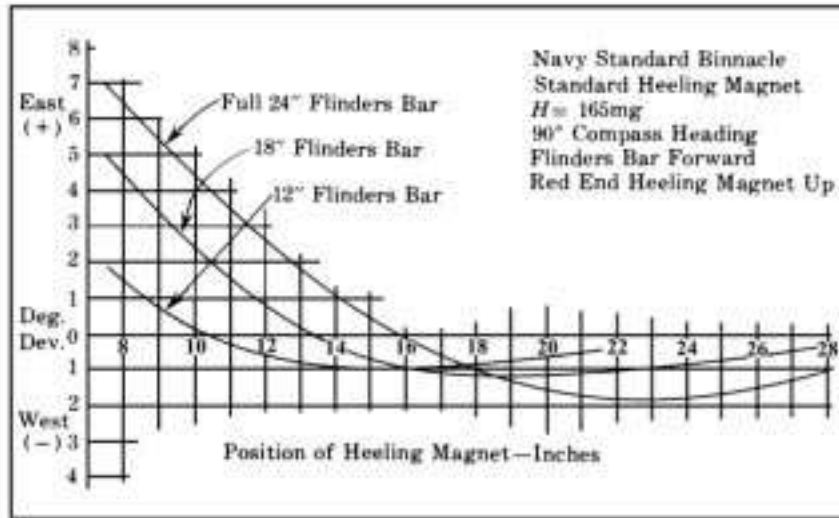 8
7
East
(+)
6
5
4
3
2
1
Deg. 0
Dev.
8 10 12 14 16 18 20 22 24 26 28
1
2
West
(−) 3
4
Full 24″ Flinders Bar
18″ Flinders Bar
12″ Flinders Bar
Navy Standard Binnacle
Standard Heeling Magnet
H= 165mg
90° Compass Heading
Flinders Bar Forward
Red End Heeling Magnet Up
Position of Heeling Magnet—Inches